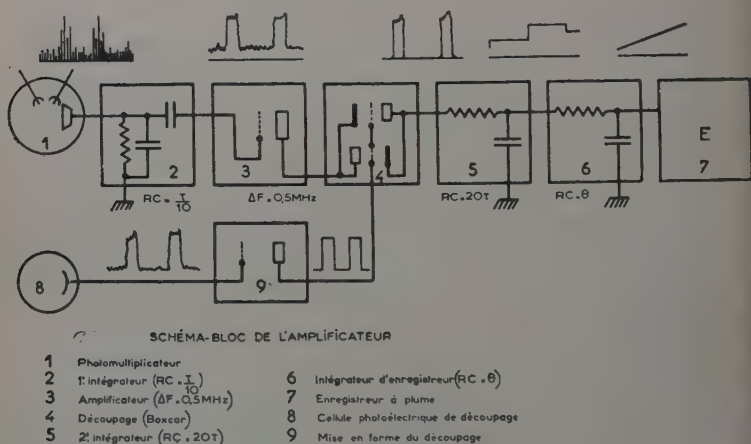 1
2
RC = T/10
3
ΔF.0,5MHz
4
5
RC.20T
6
RC.θ
E
7
8
9
SCHÉMA-BLOC DE L'AMPLIFICATEUR
1 Photomultiplicateur
2 1.intégrateur (RC = T/10)
3 Amplificateur (ΔF = 0,5MHz)
4 Découpage (Boxcar)
5 2.intégrateur (RC.20T)
6 Intégrateur d'enregistreur (RC = θ)
7 Enregistreur à plume
8 Cellule photoélectrique de découpage
9 Mise en forme du découpage